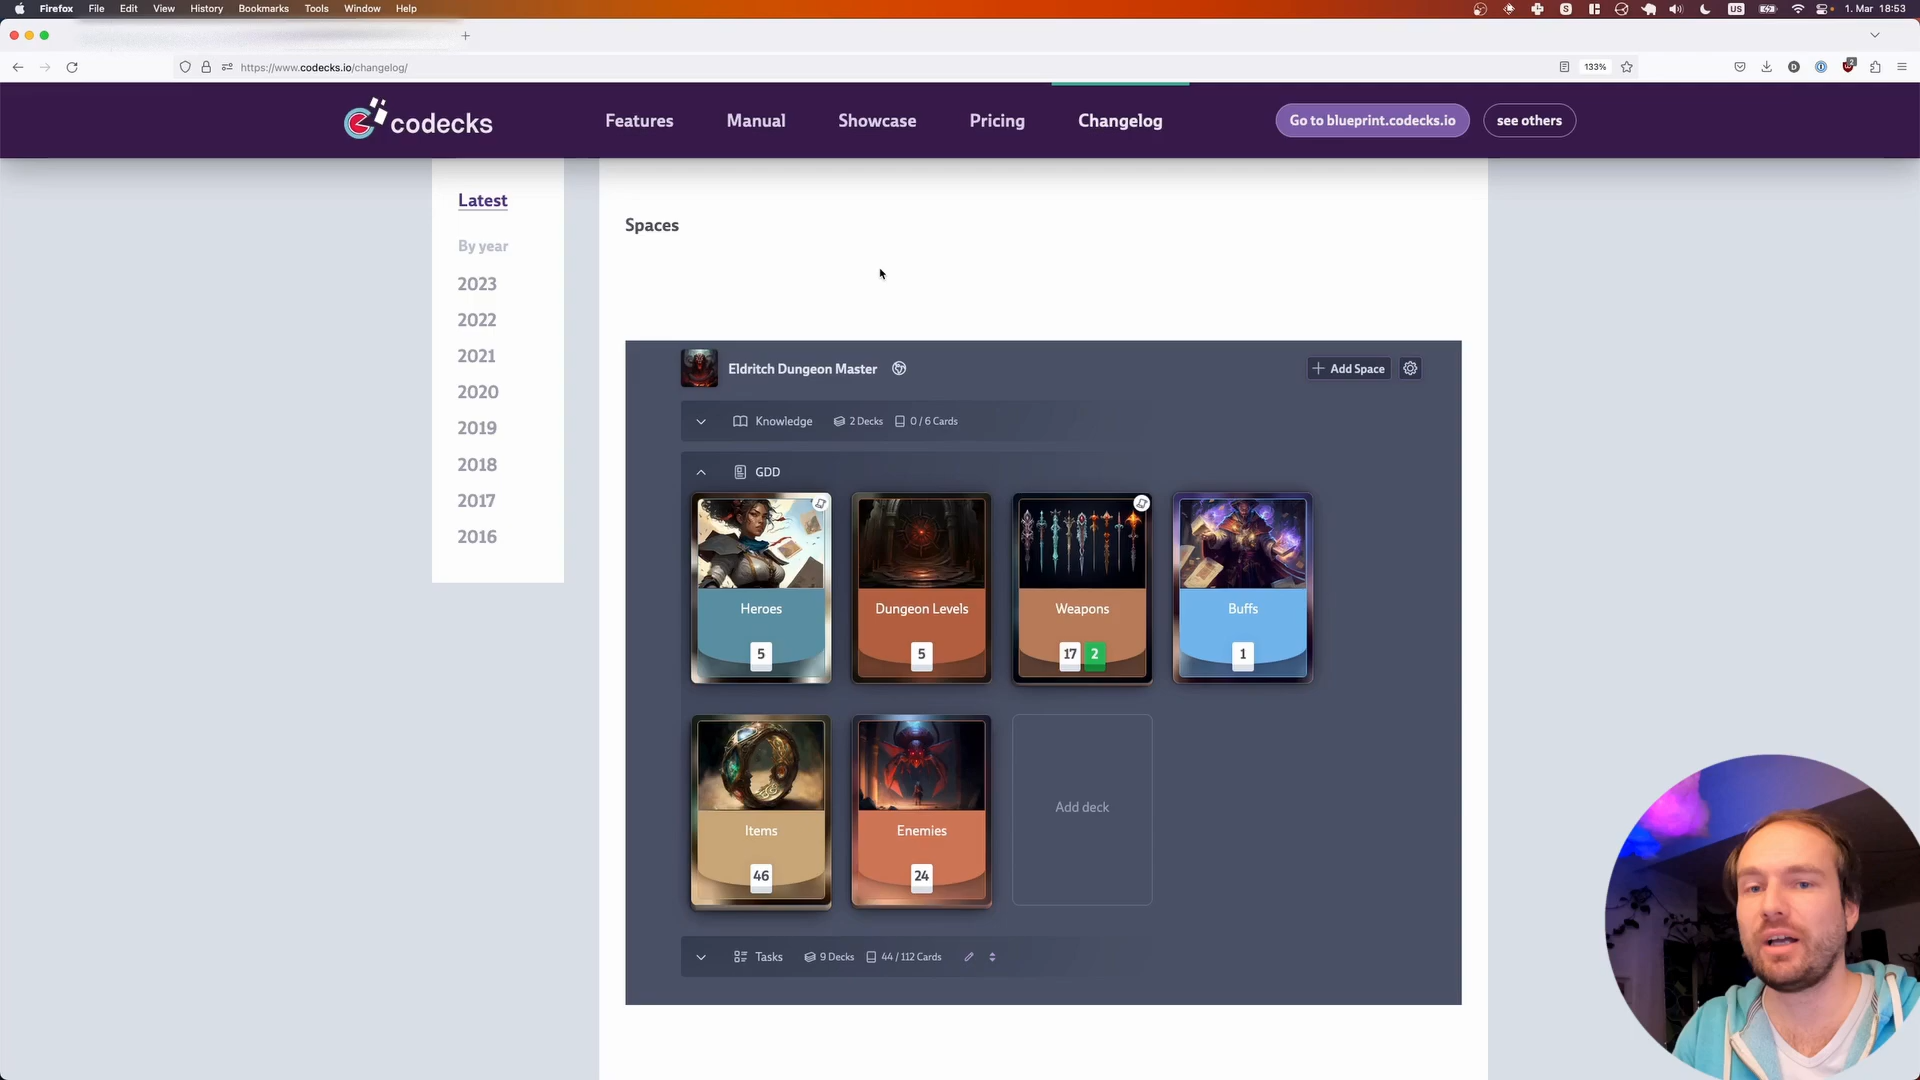 Firefox File Edit View History Bookmarks Tools Window Help
US
1. Mar 18:53
https://www.codecks.io/changelog/
133%
2
codecks
Features Manual Showcase Pricing Changelog
Go to blueprint.codecks.io see others
Latest
By year
2023
2022
2021
2020
2019
2018
2017
2016
Spaces
Eldritch Dungeon Master
Add Space
Knowledge 2 Decks 0 / 6 Cards
GDD
Heroes
5
Dungeon Levels
5
Weapons
17 2
Buffs
1
Items
46
Enemies
24
Add deck
Tasks 9 Decks 44 / 112 Cards